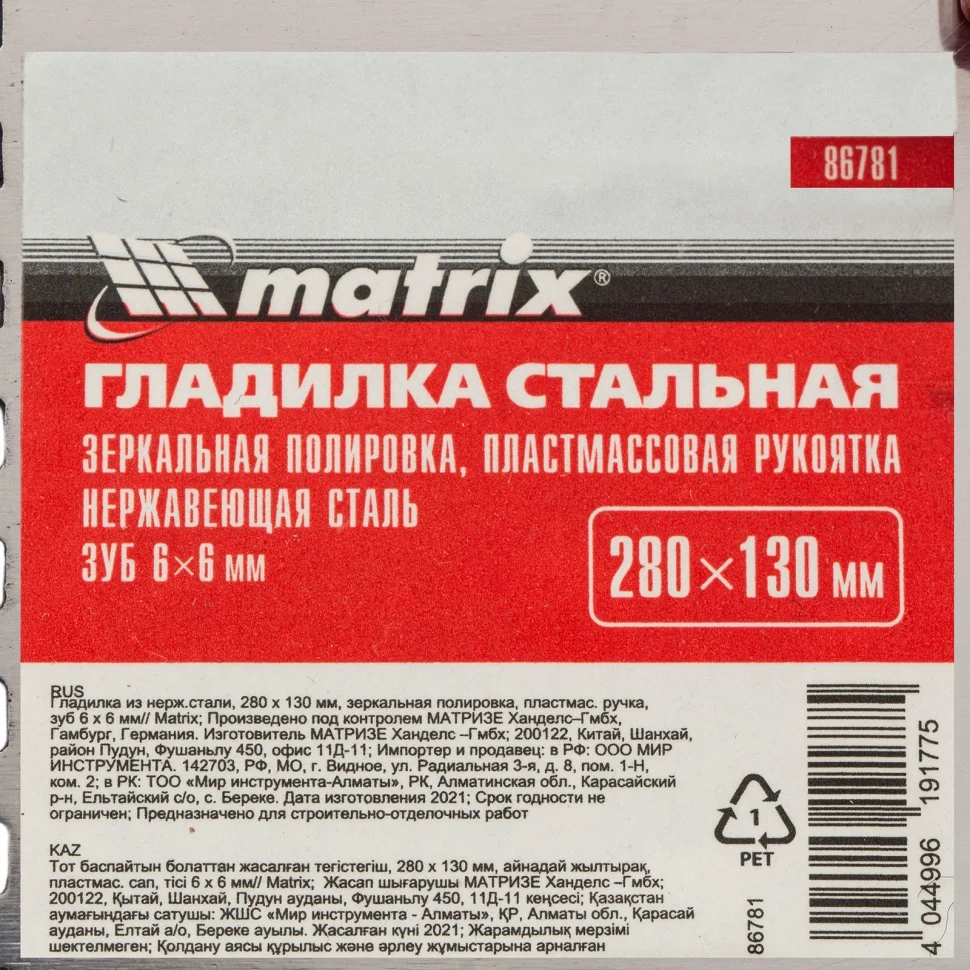 86781
matrix®
ГЛАДИЛКА СТАЛЬНАЯ
ЗЕРКАЛЬНАЯ ПОЛИРОВКА, ПЛАСТМАССОВАЯ РУКОЯТКА
НЕРЖАВЕЮЩАЯ СТАЛЬ
ЗУБ 6×6 мм
280×130 мм
RUS
Гладилка из нерж.стали, 280 x 130 мм, зеркальная полировка, пластмас. ручка,
зуб 6 x 6 мм// Matrix; Произведено под контролем МАТРИЗЕ Ханделс–Гмбх,
Гамбург, Германия. Изготовитель МАТРИЗЕ Ханделс –Гмбх; 200122, Китай, Шанхай,
район Пудун, Фушаньлу 450, офис 11Д-11; Импортер и продавец: в РФ: ООО МИР
ИНСТРУМЕНТА. 142703, РФ, МО, г. Видное, ул. Радиальная 3-я, д. 8, пом. 1-Н,
ком. 2; в РК: ТОО «Мир инструмента-Алматы», РК, Алматинская обл., Карасайский
р-н, Ельтайский с/о, с. Береке. Дата изготовления 2021; Срок годности не
ограничен; Предназначено для строительно-отделочных работ
KAZ
Тот баспайтын болаттан жасалған тегістегіш, 280 x 130 мм, айнадай жылтырақ,
пластмас. сап, тісі 6 x 6 мм// Matrix; Жасап шығарушы МАТРИЗЕ Ханделс –Гмбх;
200122, Қытай, Шанхай, Пудун ауданы, Фушаньлу 450, 11Д-11 кеңсесі; Қазақстан
аумағындағы сатушы: ЖШС «Мир инструмента - Алматы», ҚР, Алматы обл., Қарасай
ауданы, Елтай а/о, Береке ауылы. Жасалған күні 2021; Жарамдылық мерзімі
шектелмеген; Қолдану аясы құрылыс және әрлеу жұмыстарына арналған
1
PET
86781
4 044996 191775